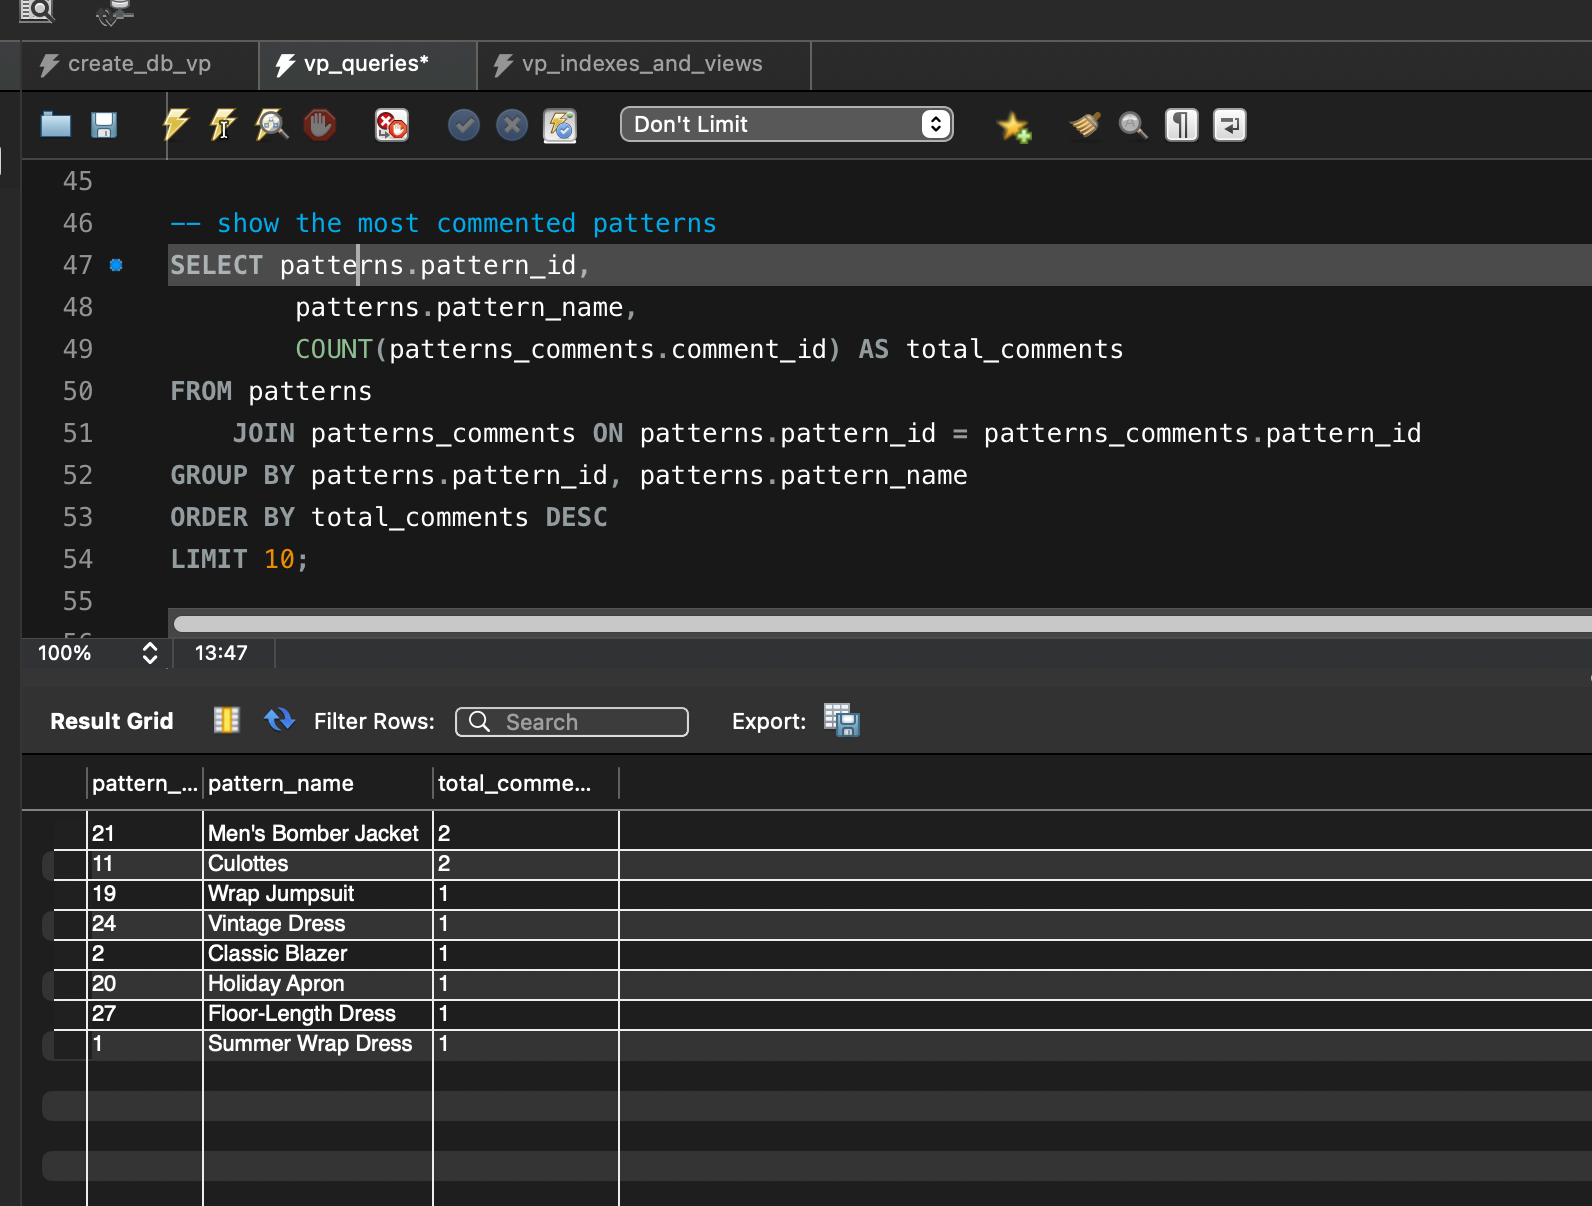 create_db_vp vp_queries* vp_indexes_and_views
Don't Limit
45
46 -- show the most commented patterns
47 SELECT patterns.pattern_id,
48 patterns.pattern_name,
49 COUNT(patterns_comments.comment_id) AS total_comments
50 FROM patterns
51 JOIN patterns_comments ON patterns.pattern_id = patterns_comments.pattern_id
52 GROUP BY patterns.pattern_id, patterns.pattern_name
53 ORDER BY total_comments DESC
54 LIMIT 10;
55
100% 13:47
Result Grid Filter Rows: Search Export:
pattern_... pattern_name total_comme...
21 Men's Bomber Jacket 2
11 Culottes 2
19 Wrap Jumpsuit 1
24 Vintage Dress 1
2 Classic Blazer 1
20 Holiday Apron 1
27 Floor-Length Dress 1
1 Summer Wrap Dress 1